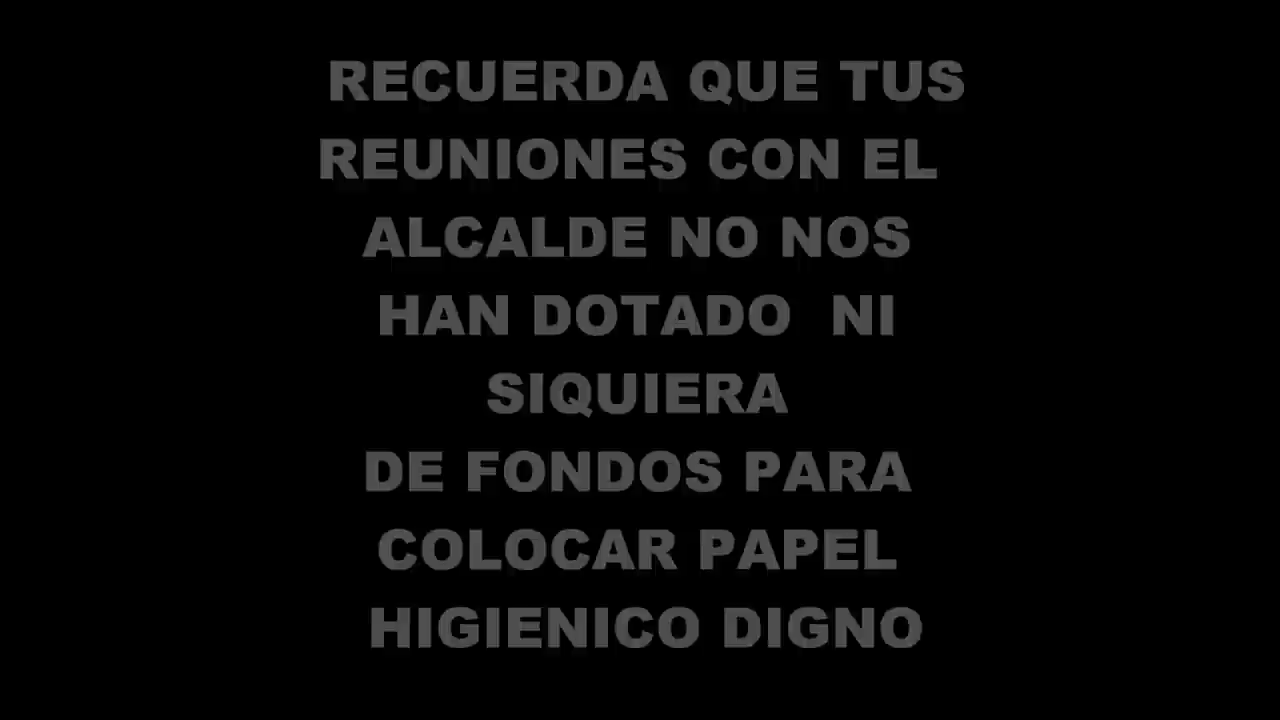 RECUERDA QUE TUS
REUNIONES CON EL
ALCALDE NO NOS
HAN DOTADO NI
SIQUIERA
DE FONDOS PARA
COLOCAR PAPEL
HIGIENICO DIGNO